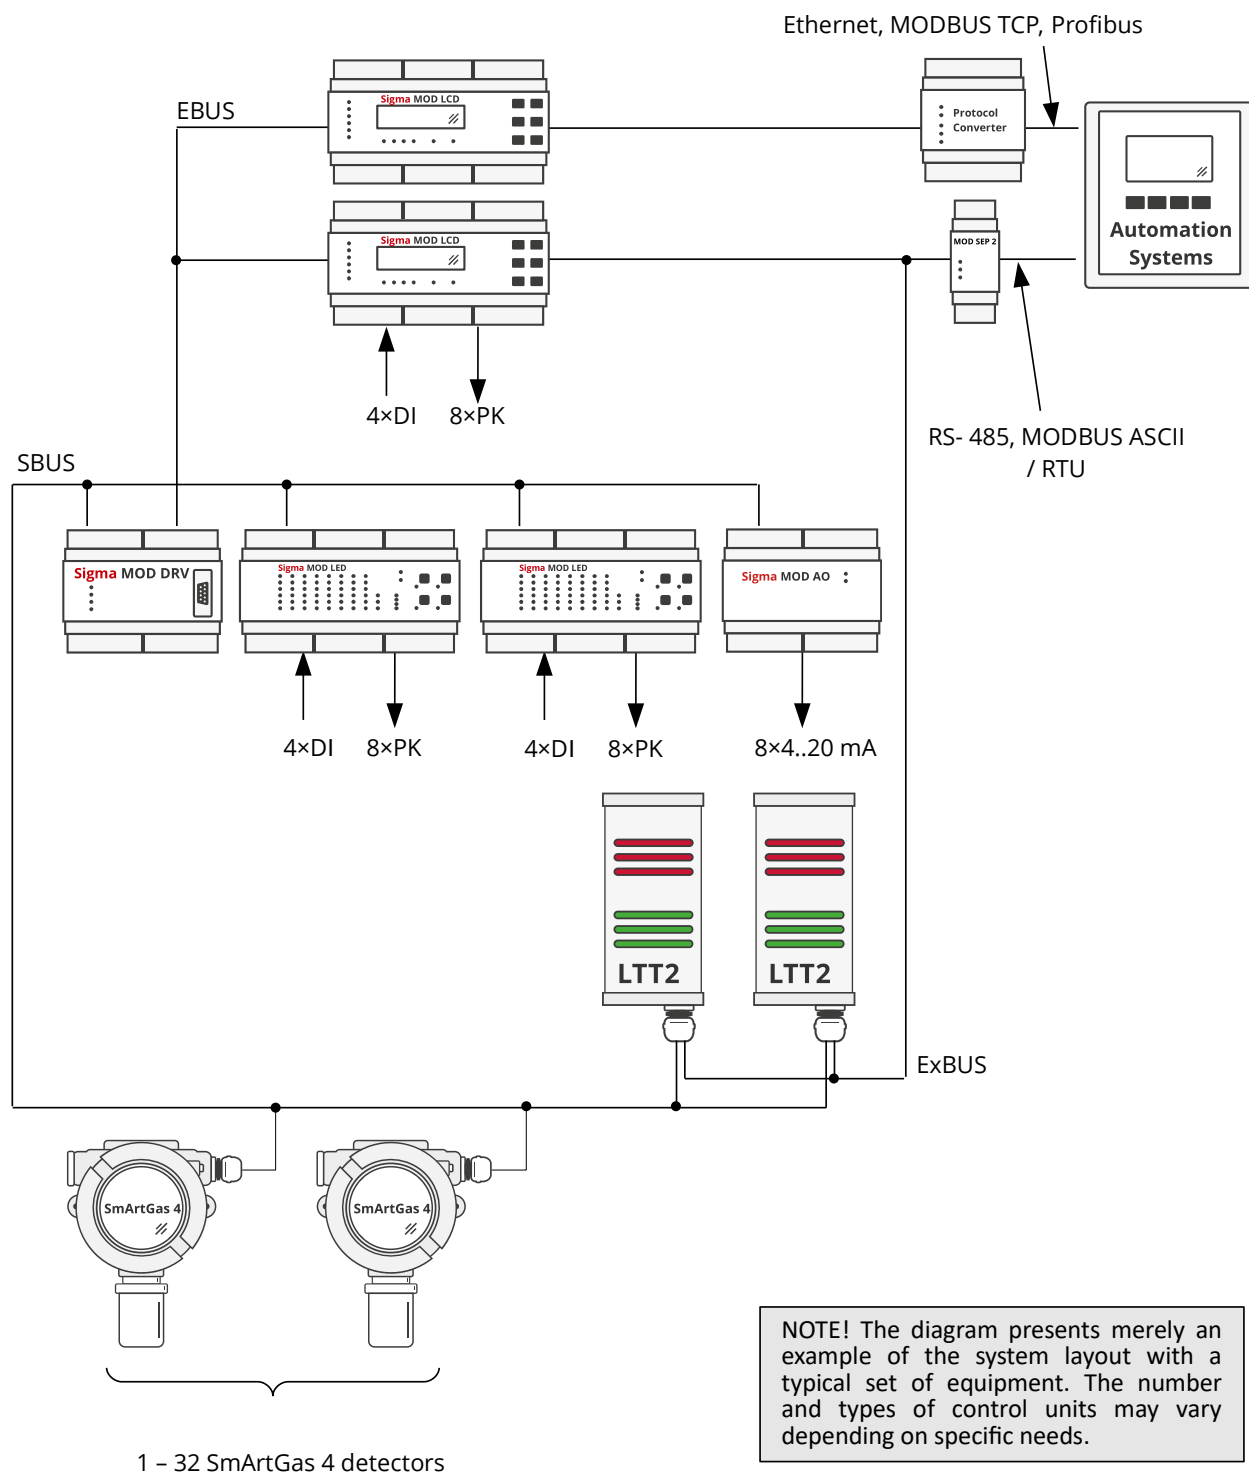 Ethernet, MODBUS TCP, Profibus
EBUS
Sigma MOD LCD
Protocol
Converter
Sigma MOD LCD
MOD SEP 2
Automation
Systems
4×DI
8×PK
RS- 485, MODBUS ASCII
/ RTU
SBUS
Sigma MOD DRV
Sigma MOD LED
Sigma MOD LED
Sigma MOD AO
4×DI
8×PK
4×DI
8×PK
8×4..20 mA
LTT2
LTT2
ExBUS
SmArtGas 4
SmArtGas 4
NOTE! The diagram presents merely an
example of the system layout with a
typical set of equipment. The number
and types of control units may vary
depending on specific needs.
1 – 32 SmArtGas 4 detectors